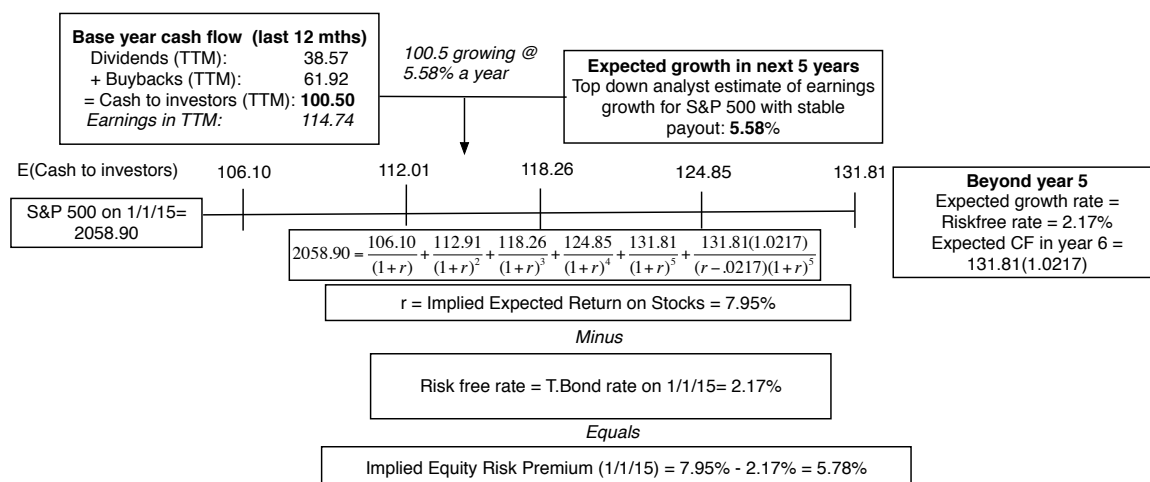 Base year cash flow (last 12 mths)
Dividends (TTM): 38.57
+ Buybacks (TTM): 61.92
= Cash to investors (TTM): 100.50
Earnings in TTM: 114.74
100.5 growing @
5.58% a year
Expected growth in next 5 years
Top down analyst estimate of earnings
growth for S&P 500 with stable
payout: 5.58%
E(Cash to investors) 106.10 112.01 118.26 124.85 131.81
S&P 500 on 1/1/15=
2058.90
Beyond year 5
Expected growth rate =
Riskfree rate = 2.17%
Expected CF in year 6 =
131.81(1.0217)
2058.90 = 106.10/(1+r) + 112.91/(1+r)^2 + 118.26/(1+r)^3 + 124.85/(1+r)^4 + 131.81/(1+r)^5 + 131.81(1.0217)/((r-.0217)(1+r)^5)
r = Implied Expected Return on Stocks = 7.95%
Minus
Risk free rate = T.Bond rate on 1/1/15= 2.17%
Equals
Implied Equity Risk Premium (1/1/15) = 7.95% - 2.17% = 5.78%